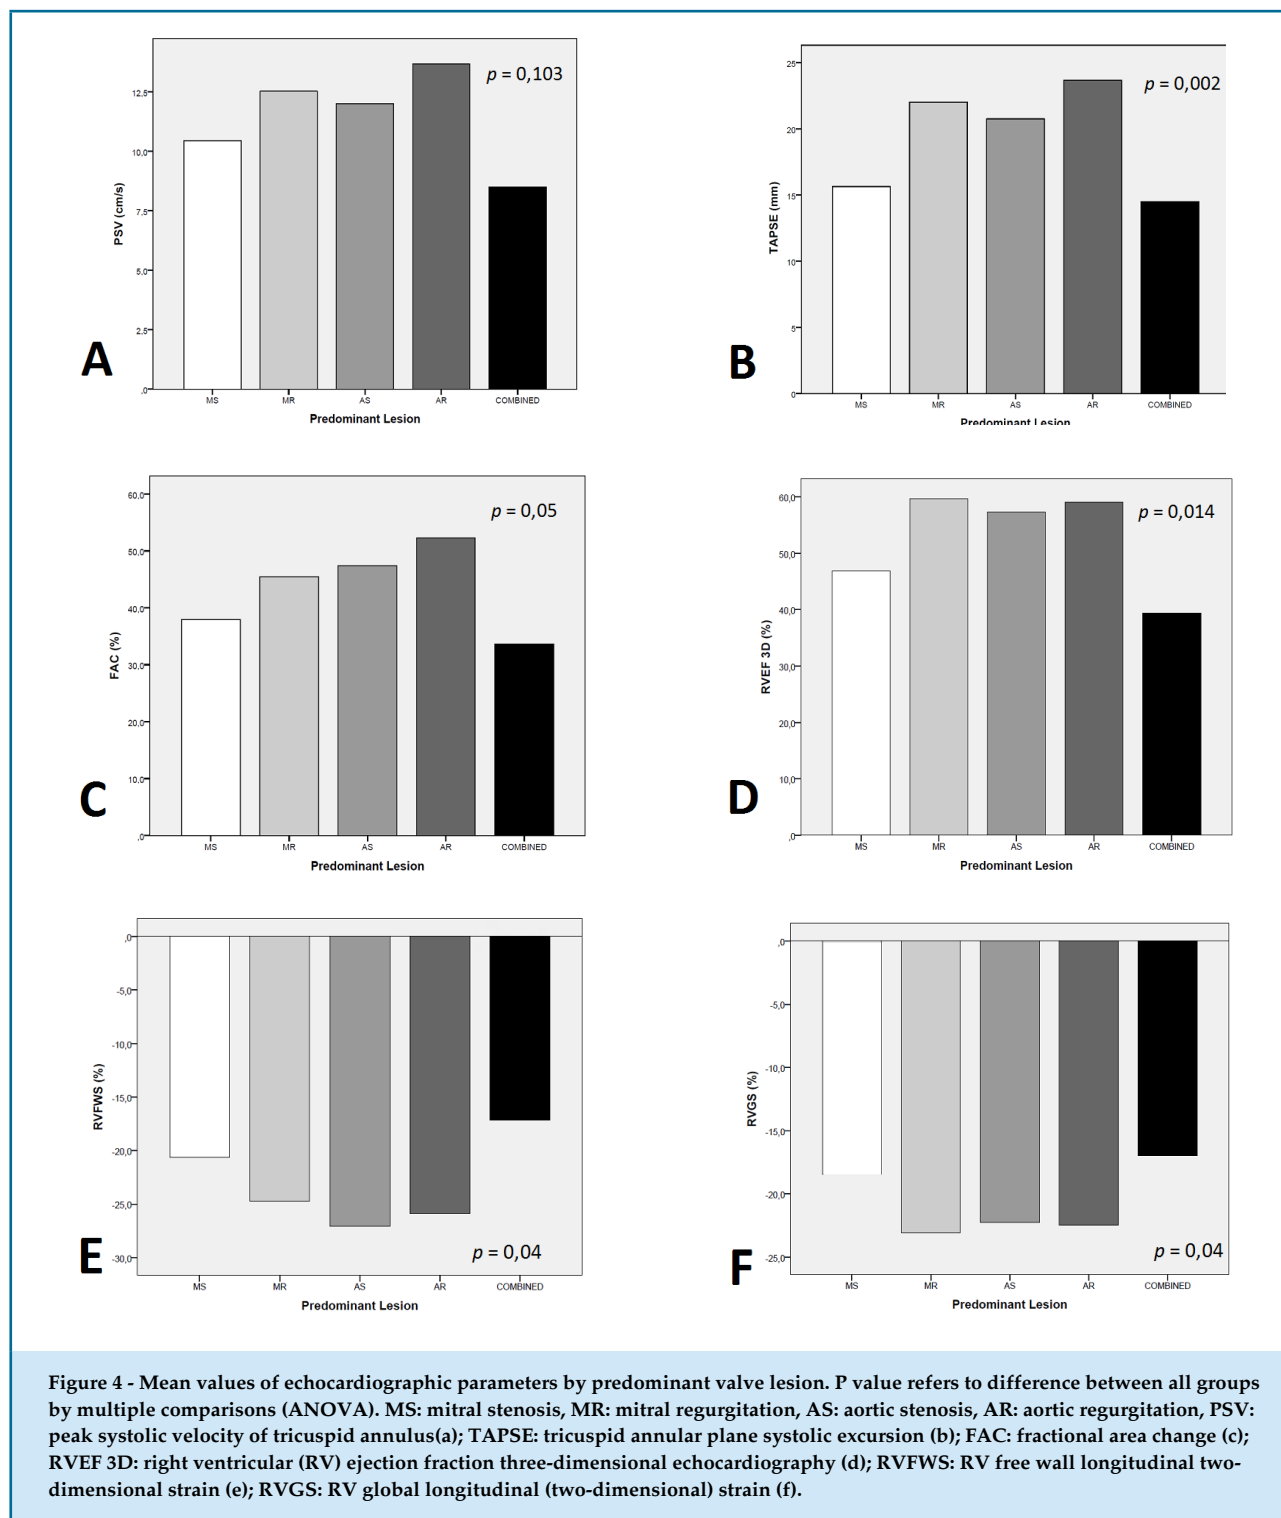 12,5
10,0
7,5
5,0
2,5
,0
PSV (cm/s)
p = 0,103
MS MR AS AR COMBINED
Predominant Lesion
A
25
20
15
10
5
0
TAPSE (mm)
p = 0,002
MS MR AS AR COMBINED
Predominant Lesion
B
60,0
50,0
40,0
30,0
20,0
10,0
,0
FAC (%)
p = 0,05
MS MR AS AR COMBINED
Predominant Lesion
C
60,0
50,0
40,0
30,0
20,0
10,0
,0
RVEF 3D (%)
p = 0,014
MS MR AS AR COMBINED
Predominant Lesion
D
,0
-5,0
-10,0
-15,0
-20,0
-25,0
-30,0
RVFWS (%)
p = 0,04
MS MR AS AR COMBINED
Predominant Lesion
E
,0
-5,0
-10,0
-15,0
-20,0
-25,0
RVGS (%)
p = 0,04
MS MR AS AR COMBINED
Predominant Lesion
F
Figure 4 - Mean values of echocardiographic parameters by predominant valve lesion. P value refers to difference between all groups
by multiple comparisons (ANOVA). MS: mitral stenosis, MR: mitral regurgitation, AS: aortic stenosis, AR: aortic regurgitation, PSV:
peak systolic velocity of tricuspid annulus(a); TAPSE: tricuspid annular plane systolic excursion (b); FAC: fractional area change (c);
RVEF 3D: right ventricular (RV) ejection fraction three-dimensional echocardiography (d); RVFWS: RV free wall longitudinal two-
dimensional strain (e); RVGS: RV global longitudinal (two-dimensional) strain (f).